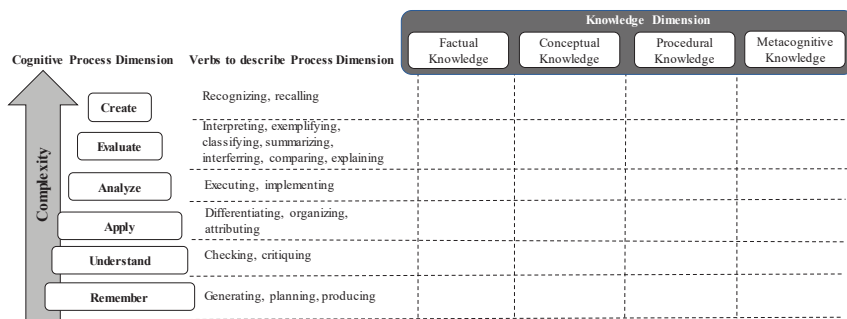 Knowledge Dimension
Factual
Knowledge
Conceptual
Knowledge
Procedural
Knowledge
Metacognitive
Knowledge
Cognitive Process Dimension
Verbs to describe Process Dimension
Complexity
Create
Recognizing, recalling
Evaluate
Interpreting, exemplifying,
classifying, summarizing,
interferring, comparing, explaining
Analyze
Executing, implementing
Apply
Differentiating, organizing,
attributing
Understand
Checking, critiquing
Remember
Generating, planning, producing